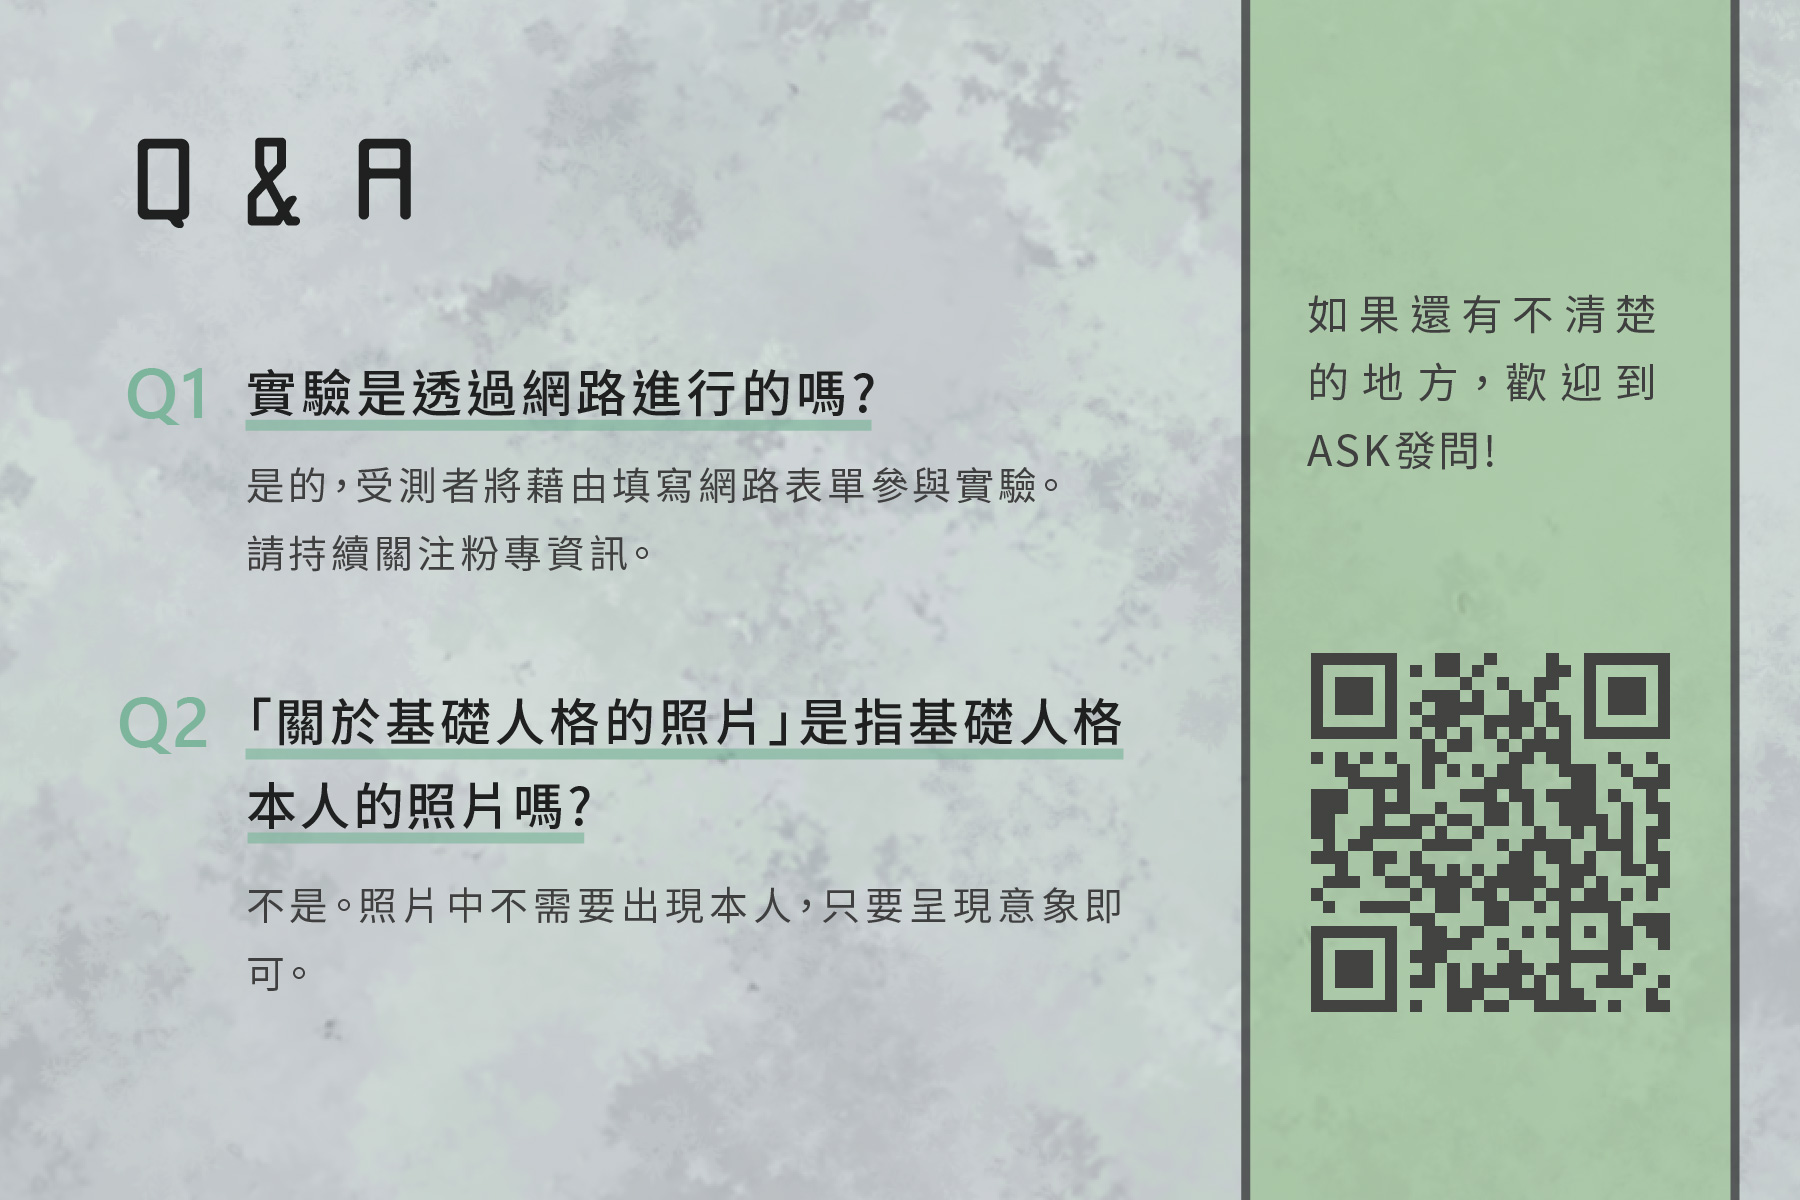 Q & A
Q1 實驗是透過網路進行的嗎?
是的，受測者將藉由填寫網路表單參與實驗。
請持續關注粉專資訊。
Q2 「關於基礎人格的照片」是指基礎人格
本人的照片嗎?
不是。照片中不需要出現本人，只要呈現意象即
可。
如果還有不清楚
的地方，歡迎到
ASK發問!